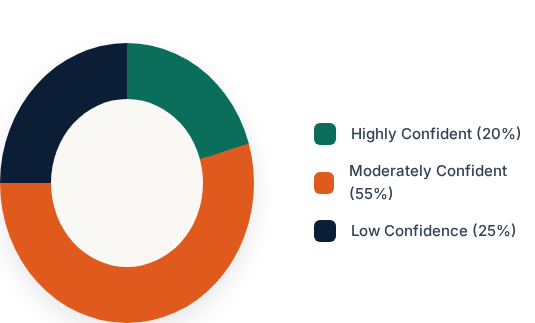 Highly Confident (20%)
Moderately Confident
(55%)
Low Confidence (25%)